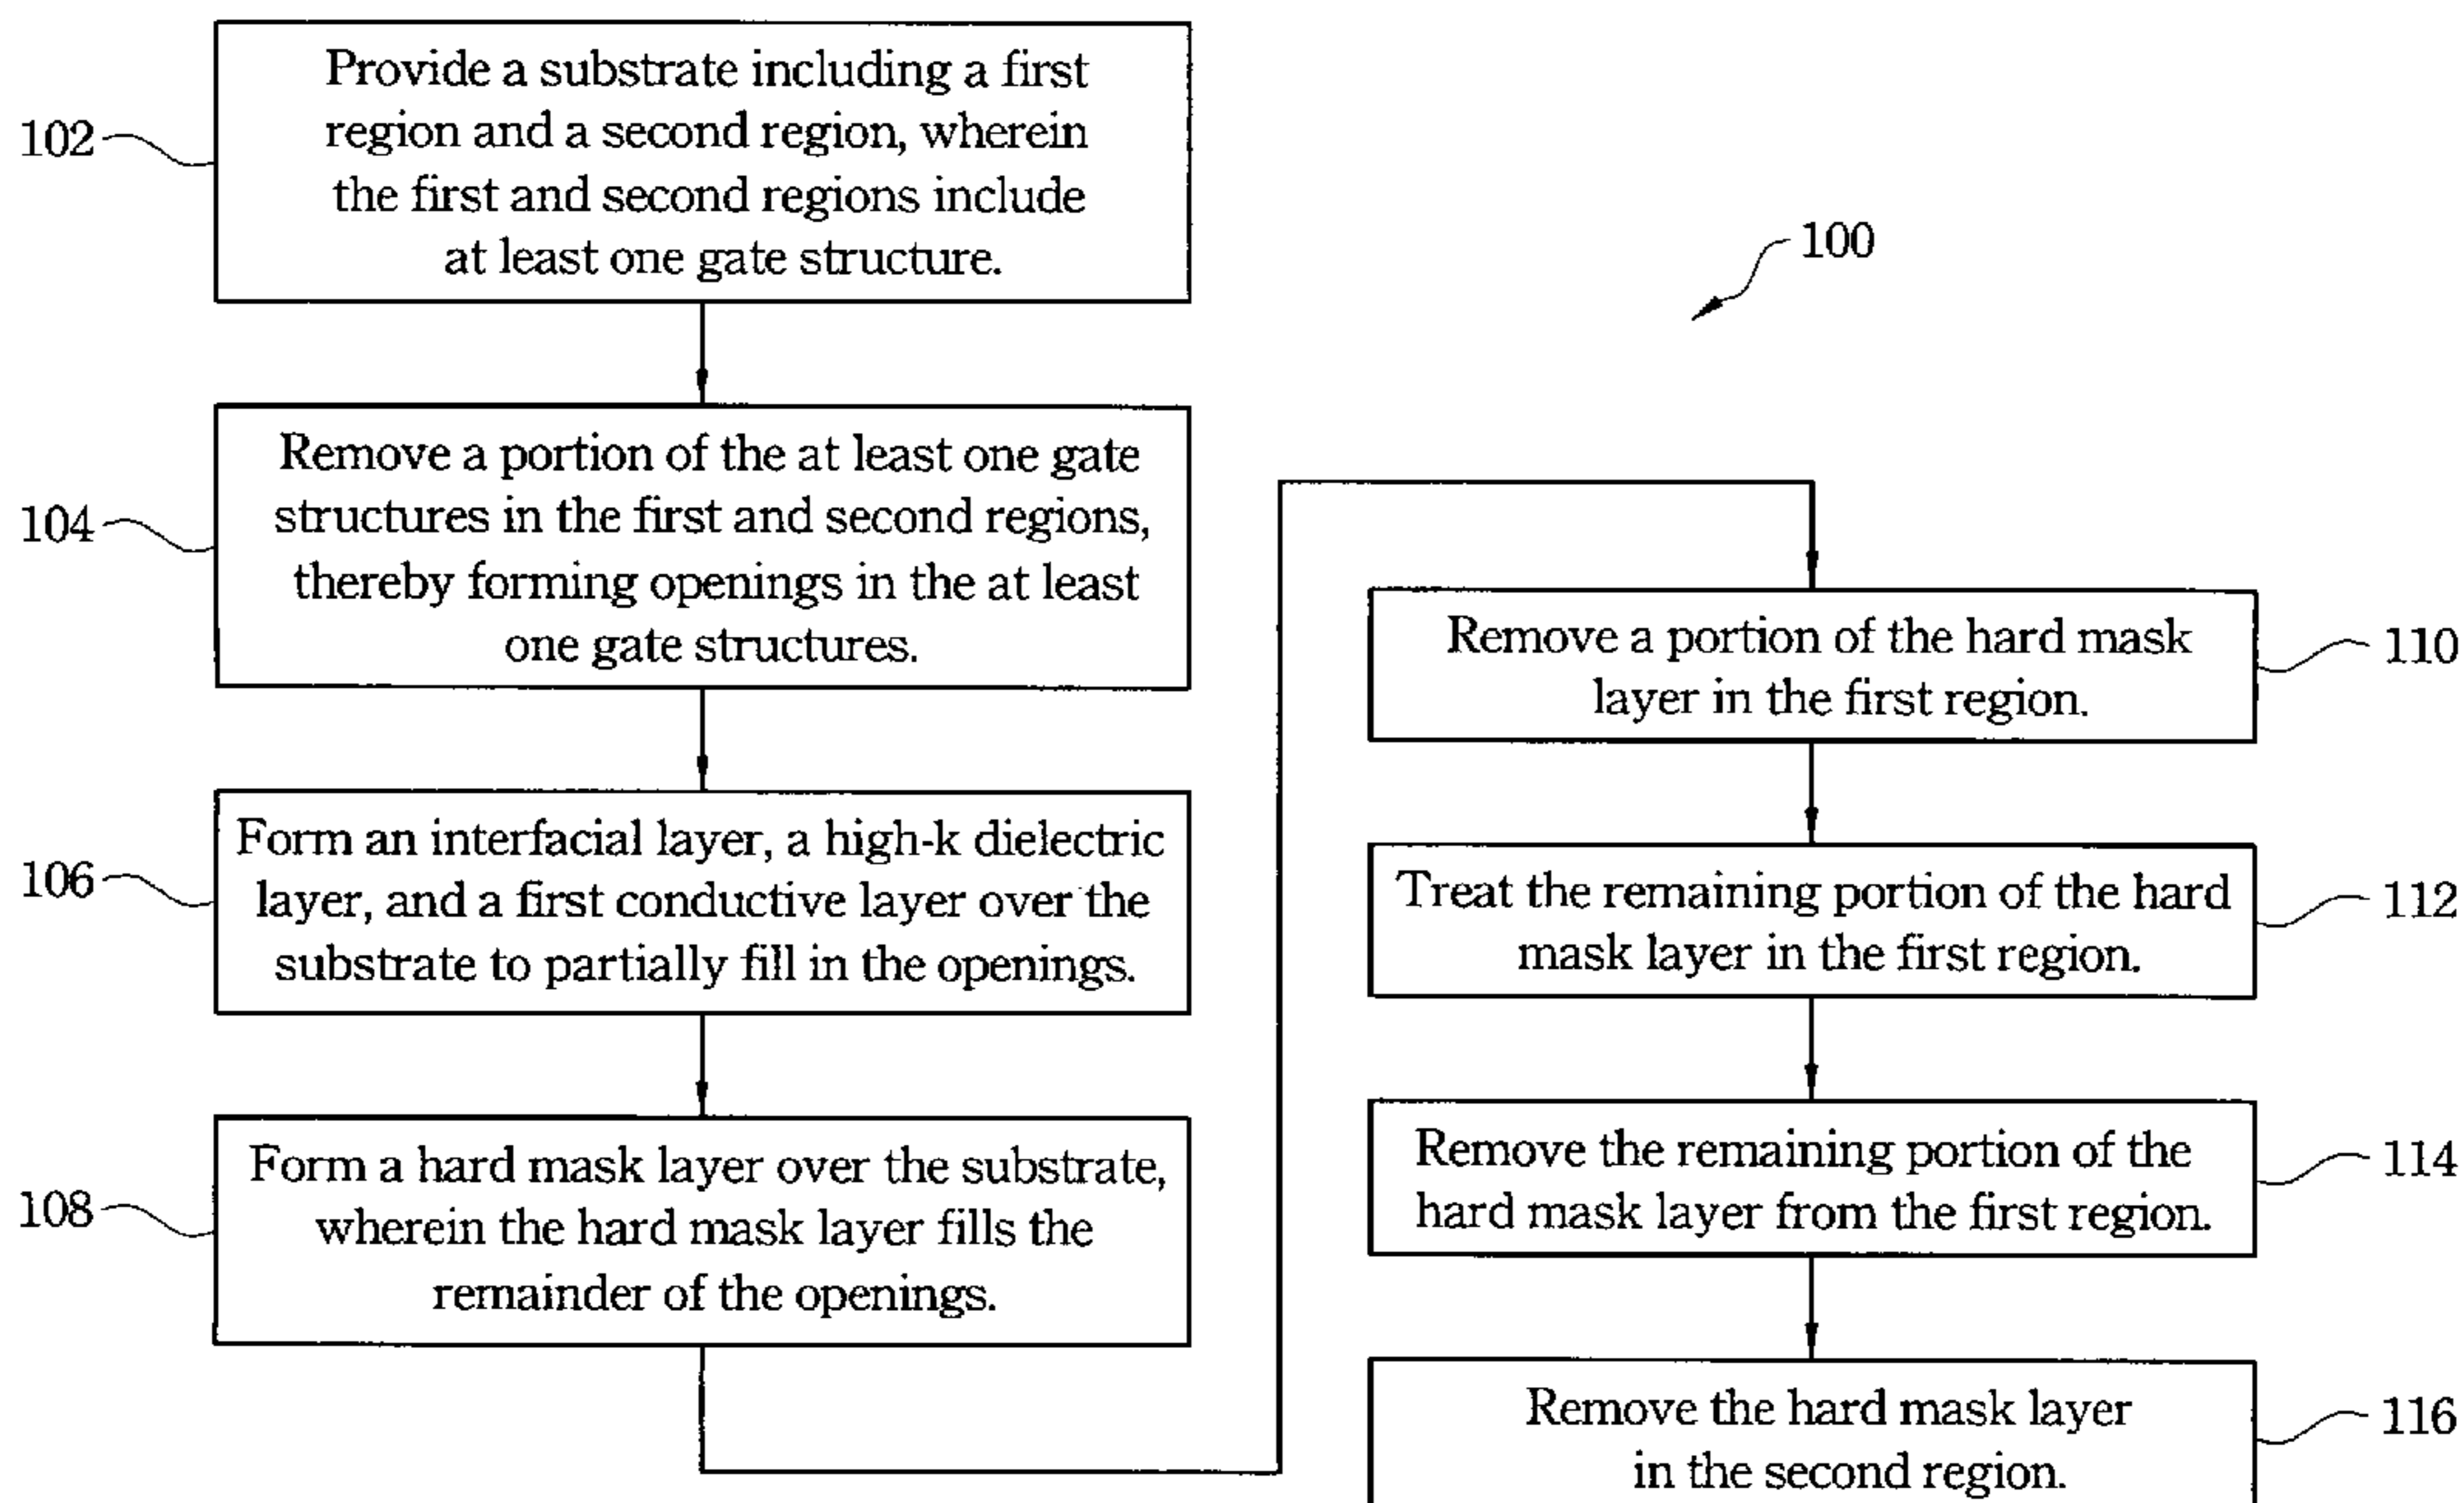 102
Provide a substrate including a first
region and a second region, wherein
the first and second regions include
at least one gate structure.
100
104
Remove a portion of the at least one gate
structures in the first and second regions,
thereby forming openings in the at least
one gate structures.
106
Form an interfacial layer, a high-k dielectric
layer, and a first conductive layer over the
substrate to partially fill in the openings.
108
Form a hard mask layer over the substrate,
wherein the hard mask layer fills the
remainder of the openings.
Remove a portion of the hard mask
layer in the first region.
110
Treat the remaining portion of the hard
mask layer in the first region.
112
Remove the remaining portion of the
hard mask layer from the first region.
114
Remove the hard mask layer
in the second region.
116